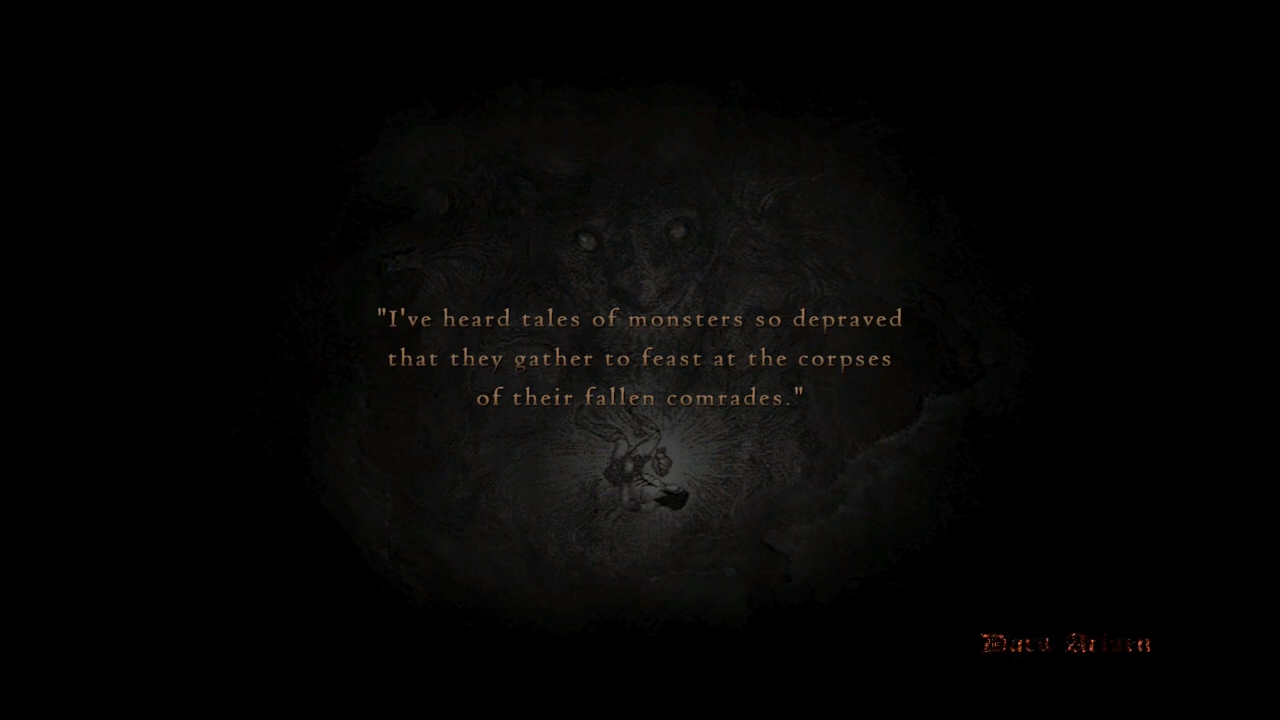 "I've heard tales of monsters so depraved
that they gather to feast at the corpses
of their fallen comrades."